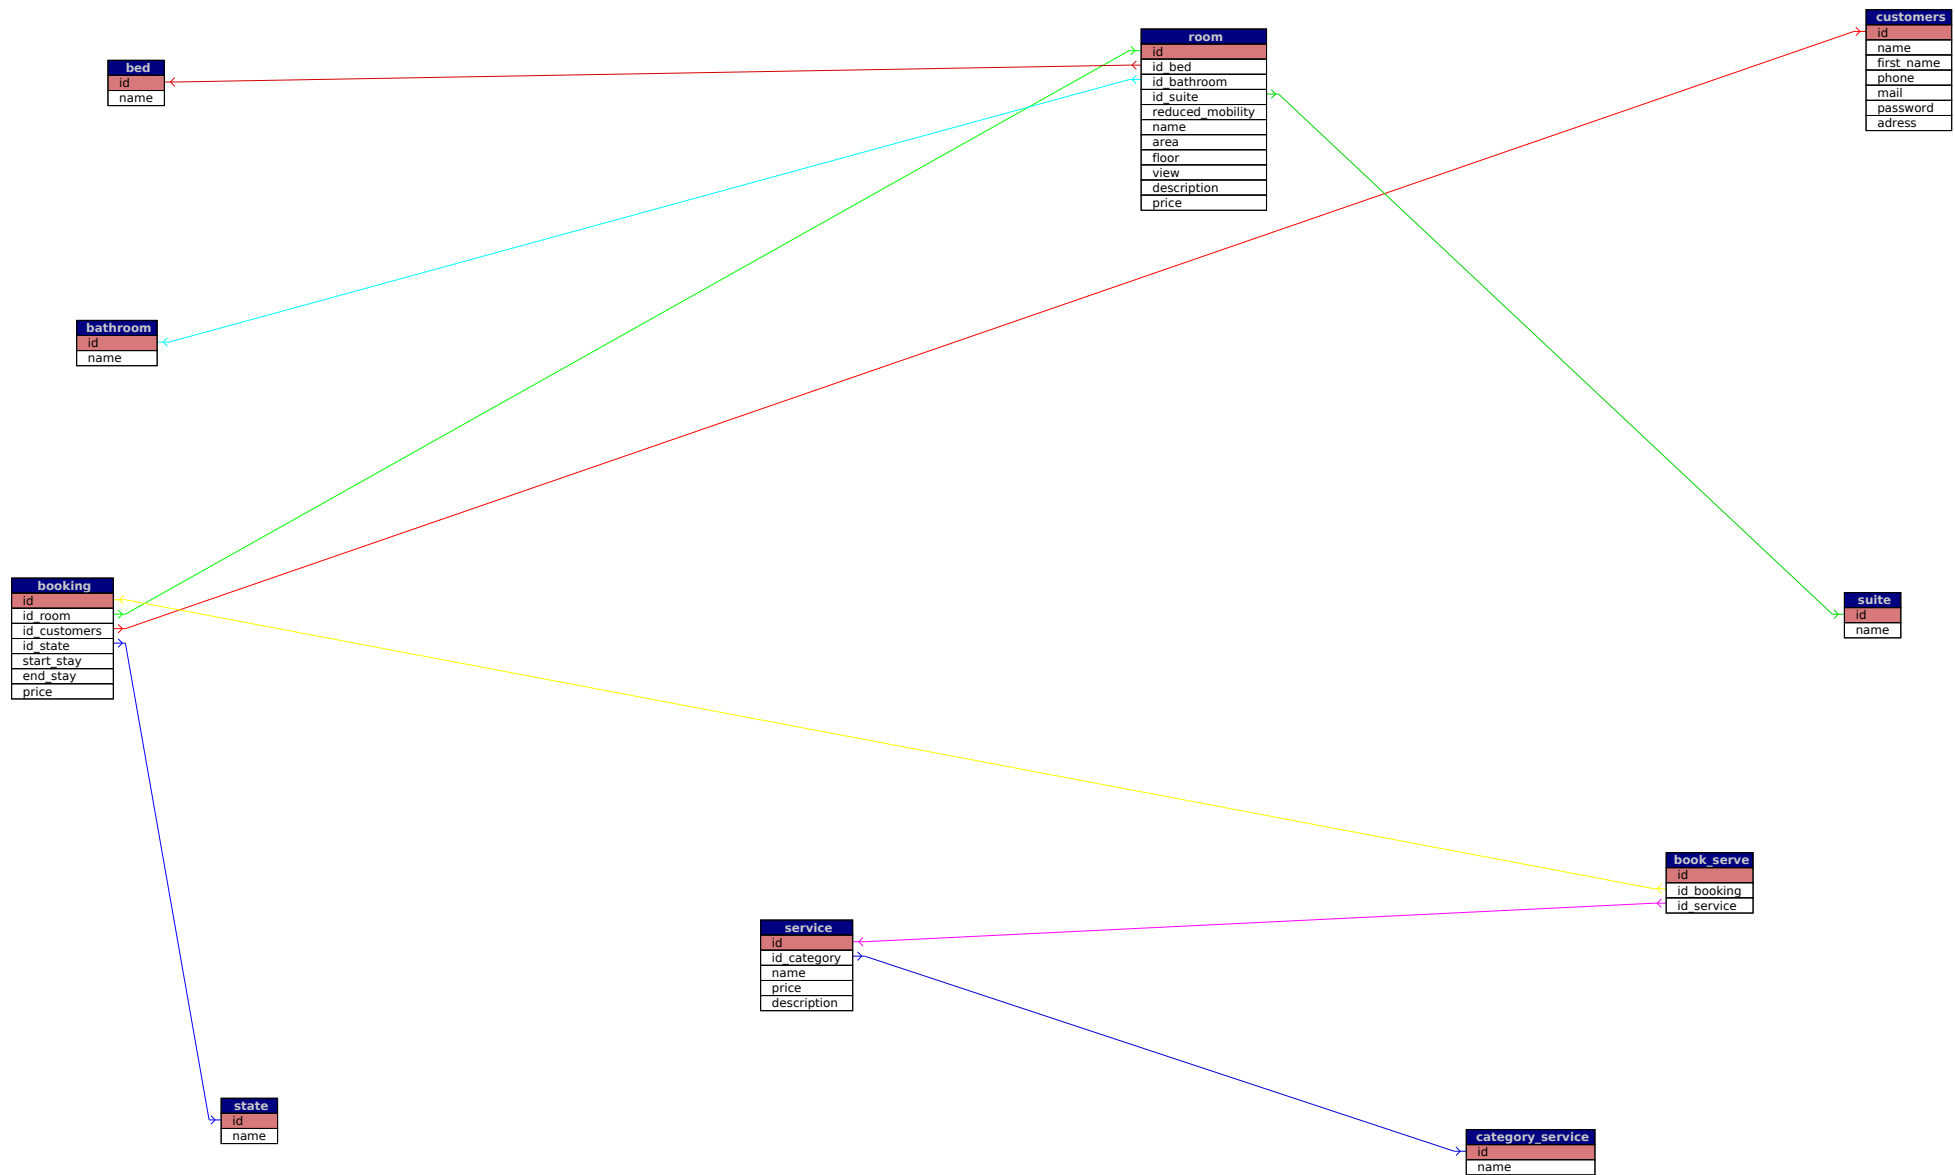 customers
id
name
first_name
phone
mail
password
adress
room
id
id_bed
id_bathroom
id_suite
reduced_mobility
name
area
floor
view
description
price
bed
id
name
bathroom
id
name
booking
id
id_room
id_customers
id_state
start_stay
end_stay
price
suite
id
name
book_serve
id
id_booking
id_service
service
id
id_category
name
price
description
state
id
name
category_service
id
name